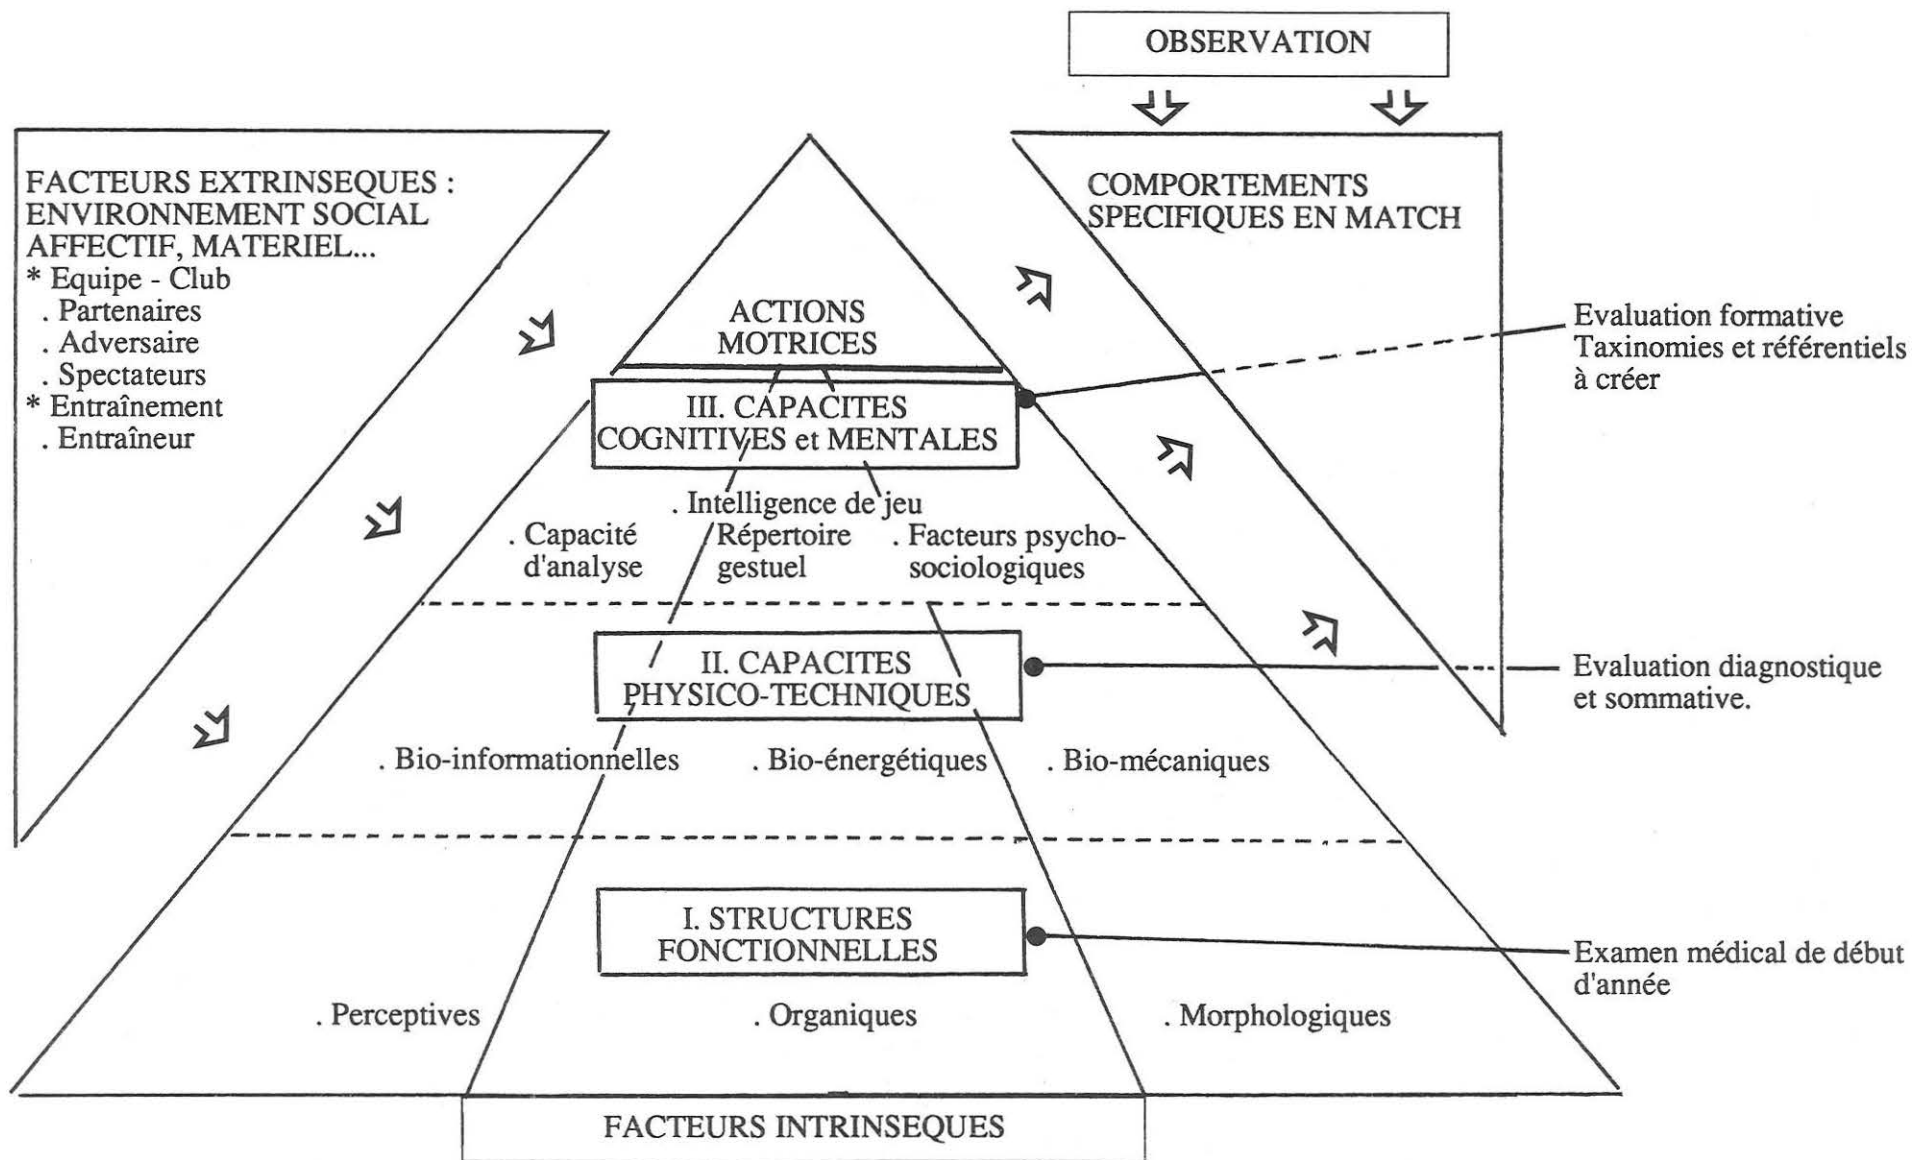 OBSERVATION
FACTEURS EXTRINSEQUES :
ENVIRONNEMENT SOCIAL
AFFECTIF, MATERIEL...
* Equipe - Club
. Partenaires
. Adversaire
. Spectateurs
* Entraînement
. Entraîneur
COMPORTEMENTS
SPECIFIQUES EN MATCH
ACTIONS
MOTRICES
III. CAPACITES
COGNITIVES et MENTALES
. Intelligence de jeu
. Capacité
d'analyse
Répertoire
gestuel
. Facteurs psycho-
sociologiques
Evaluation formative
Taxinomies et référentiels
à créer
II. CAPACITES
PHYSICO-TECHNIQUES
Evaluation diagnostique
et sommative.
. Bio-informationnelles
. Bio-énergétiques
. Bio-mécaniques
I. STRUCTURES
FONCTIONNELLES
Examen médical de début
d'année
. Perceptives
. Organiques
. Morphologiques
FACTEURS INTRINSEQUES